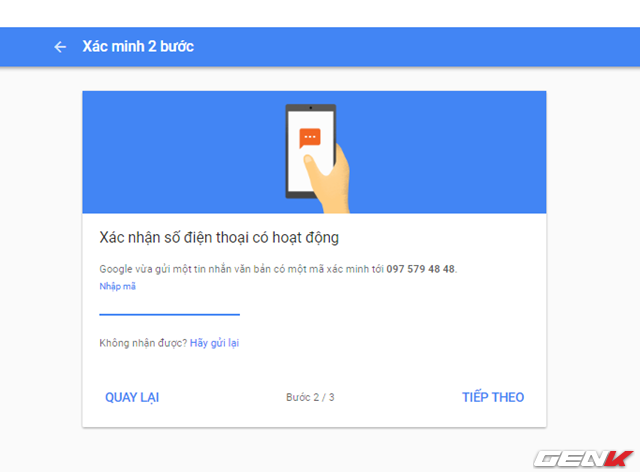 Xác minh 2 bước
Xác nhận số điện thoại có hoạt động
Google vừa gửi một tin nhắn văn bản có một mã xác minh tới 097 579 48 48.
Nhập mã
Không nhận được? Hãy gửi lại
QUAY LẠI Bước 2 / 3 TIẾP THEO
GENK